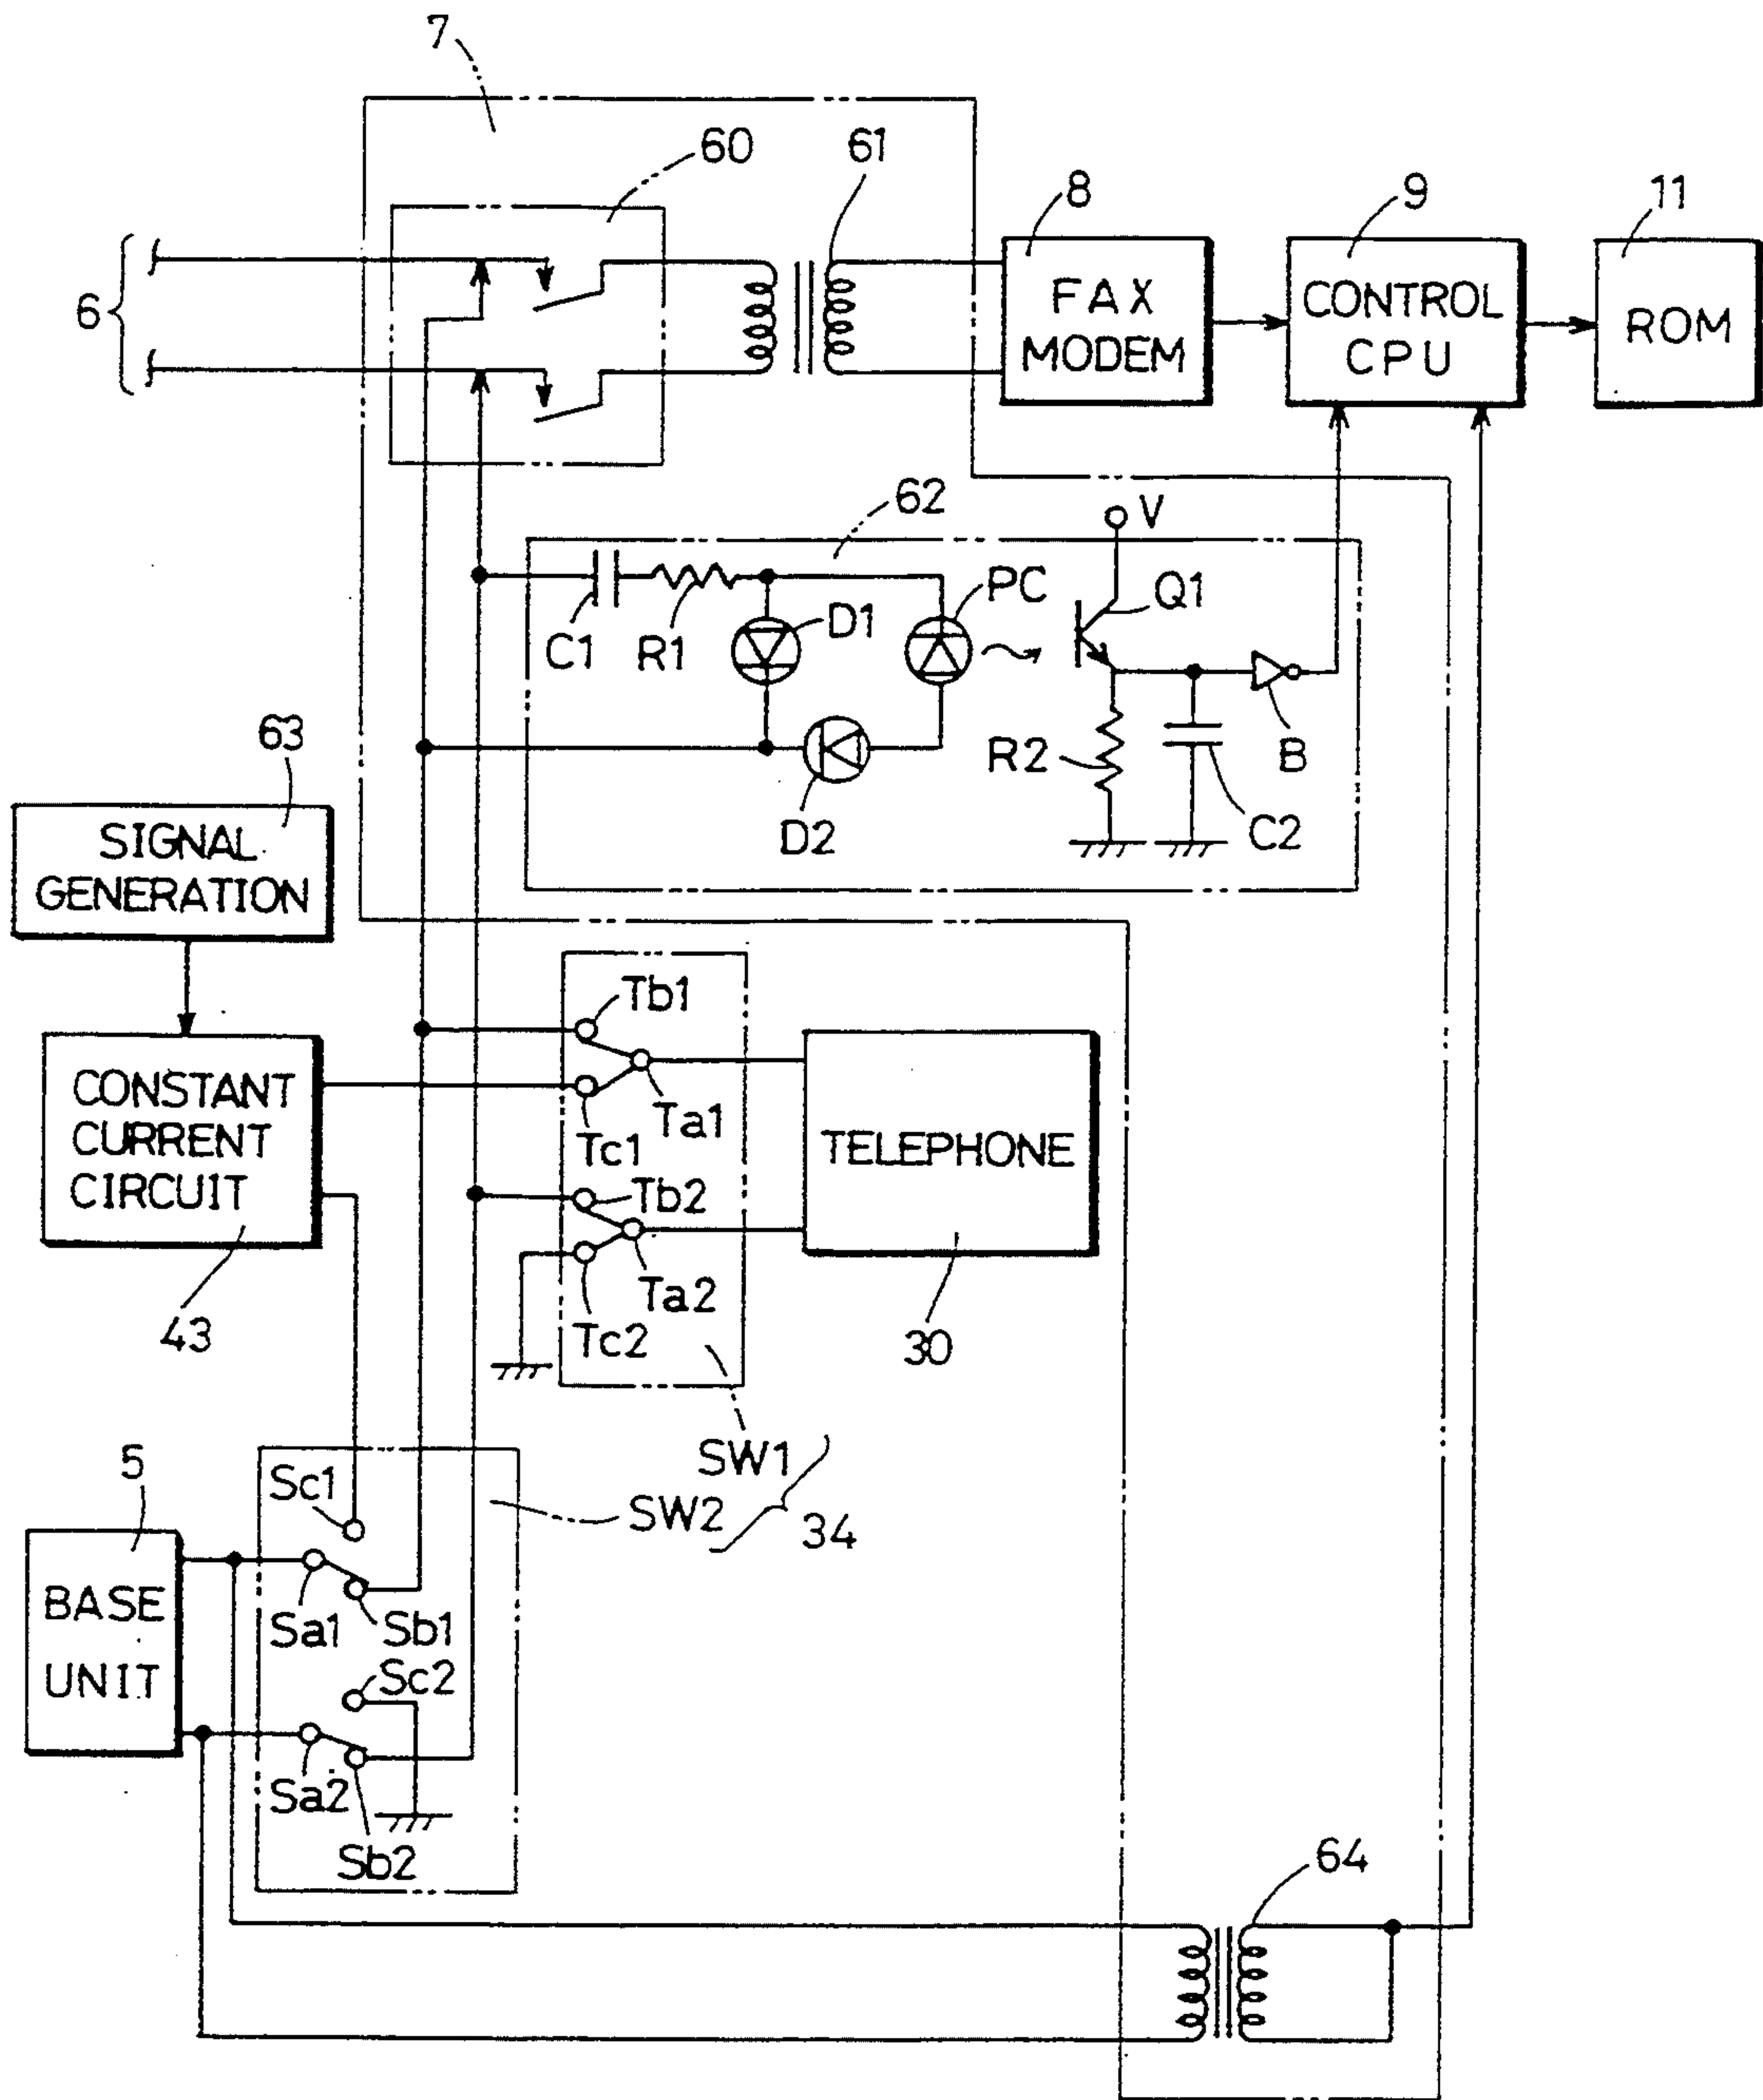 7
60
61
8
9
11
6
FAX
MODEM
CONTROL
CPU
ROM
62
V
PC
Q1
D1
C1
R1
63
R2
B
D2
C2
SIGNAL
GENERATION
Tb1
CONSTANT
CURRENT
CIRCUIT
Ta1
Tc1
TELEPHONE
Tb2
Ta2
43
Tc2
30
SW1
5
Sc1
SW2
34
BASE
UNIT
Sa1
Sb1
Sc2
Sa2
Sb2
64